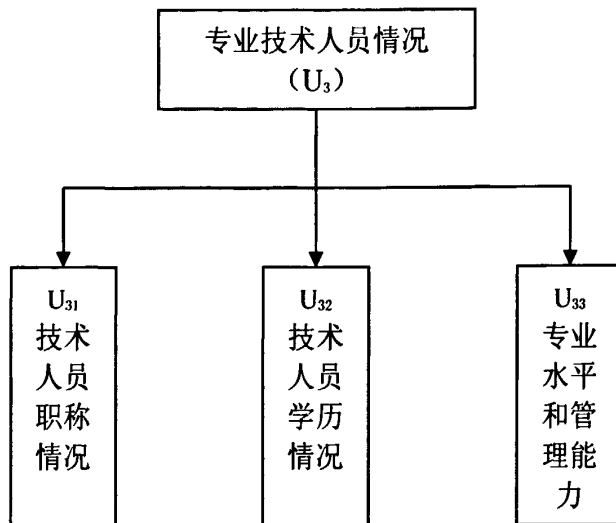 专业技术人员情况
（U₃）
U₃₁
技术
人员
职称
情况
U₃₂
技术
人员
学历
情况
U₃₃
专业
水平
和管
理能
力